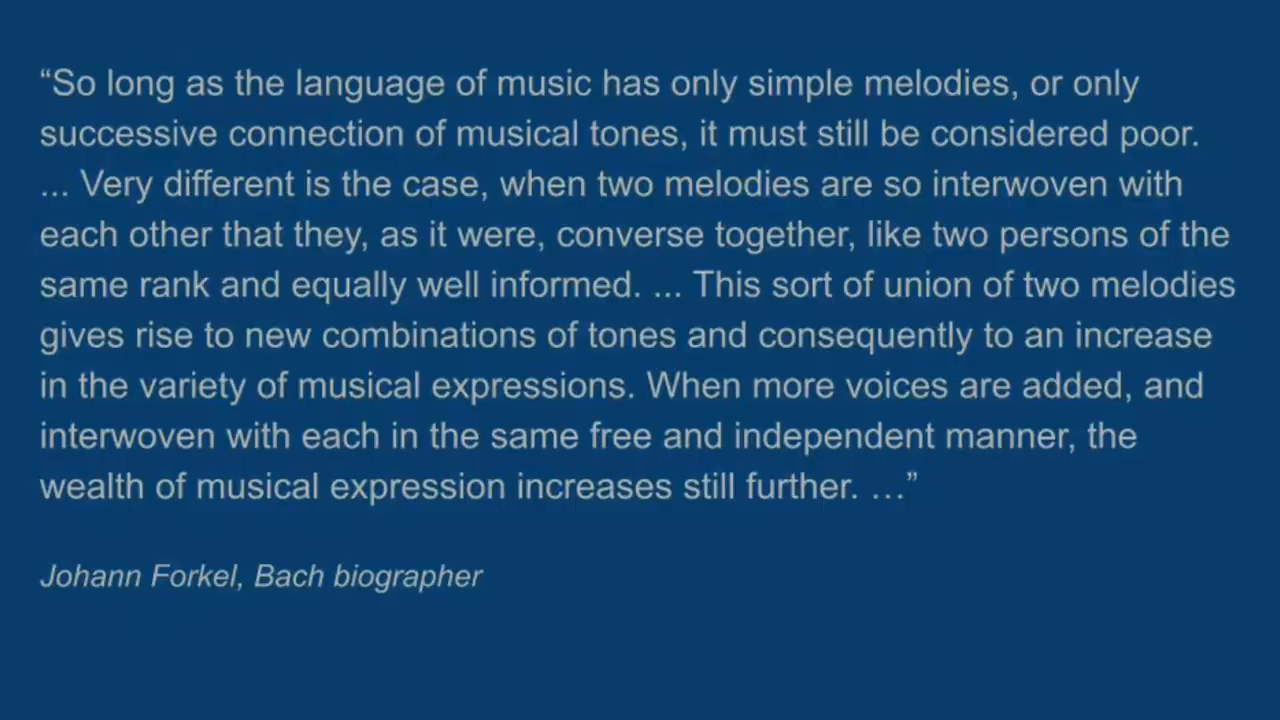 “So long as the language of music has only simple melodies, or only
successive connection of musical tones, it must still be considered poor.
... Very different is the case, when two melodies are so interwoven with
each other that they, as it were, converse together, like two persons of the
same rank and equally well informed. ... This sort of union of two melodies
gives rise to new combinations of tones and consequently to an increase
in the variety of musical expressions. When more voices are added, and
interwoven with each in the same free and independent manner, the
wealth of musical expression increases still further. …”
Johann Forkel, Bach biographer